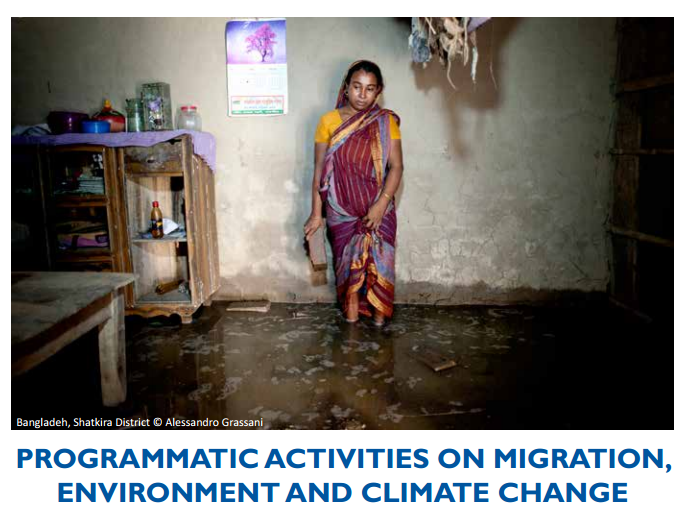 Bangladeh, Shatkira District © Alessandro Grassani
PROGRAMMATIC ACTIVITIES ON MIGRATION,
ENVIRONMENT AND CLIMATE CHANGE